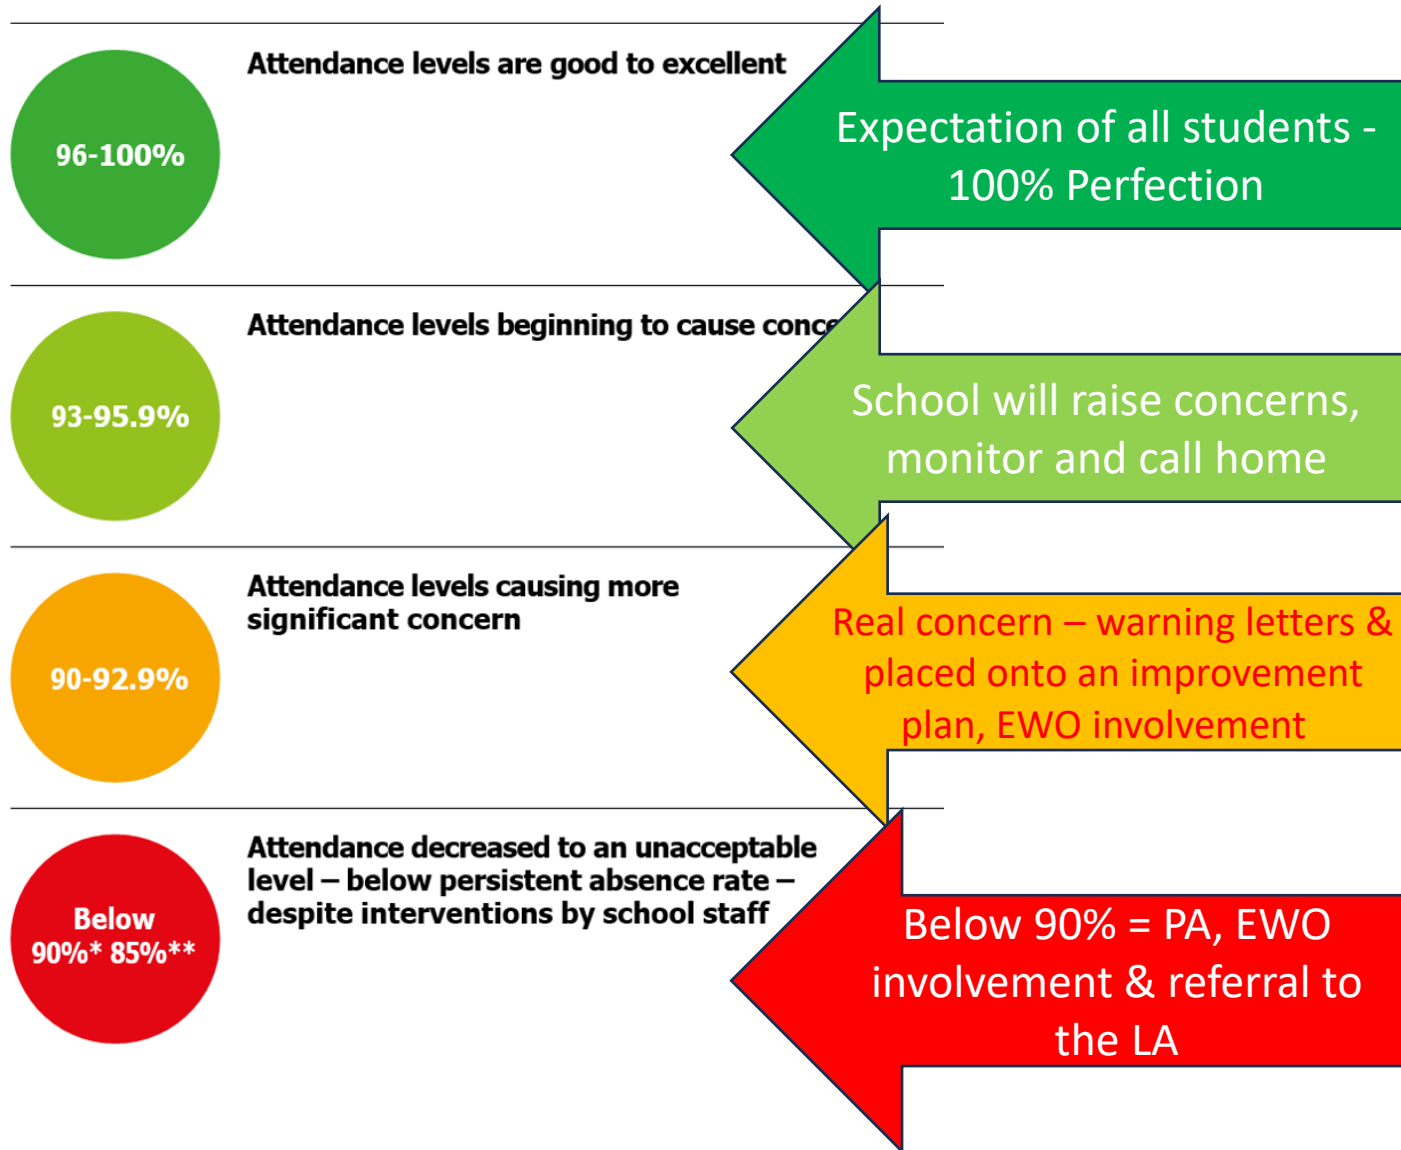 96-100%
Attendance levels are good to excellent
Expectation of all students -
100% Perfection
93-95.9%
Attendance levels beginning to cause conce
School will raise concerns,
monitor and call home
90-92.9%
Attendance levels causing more
significant concern
Real concern – warning letters &
placed onto an improvement
plan, EWO involvement
Below
90%* 85%**
Attendance decreased to an unacceptable
level – below persistent absence rate –
despite interventions by school staff
Below 90% = PA, EWO
involvement & referral to
the LA